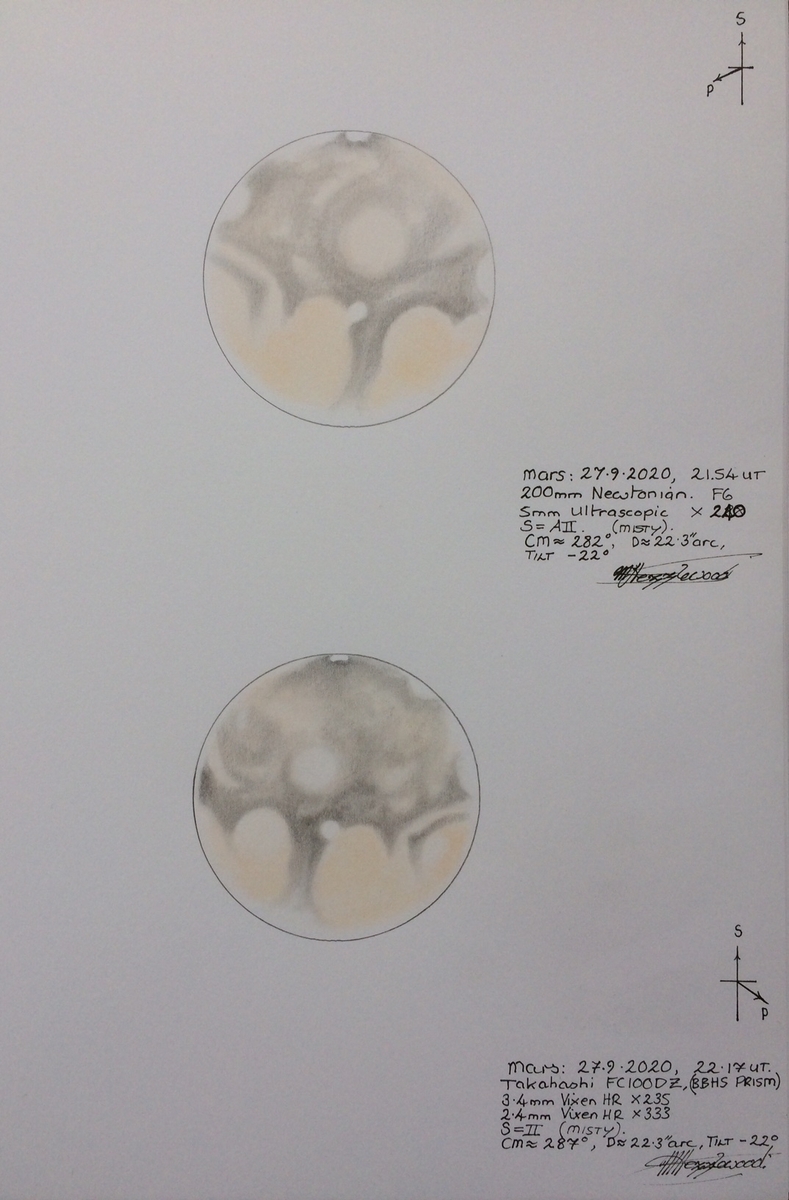 S
P
Mars: 27.9.2020, 21.54 UT
200mm Newtonian. F6
5mm Ultrascopic × 240
S= AII. (MISTY).
CM≈ 282°, D≈22.3"arc,
TILT -22°
S
P
Mars: 27.9.2020, 22.17 UT.
Takahashi FC100DZ, (BBHS PRISM)
3.4mm Vixen HR ×235
2.4mm Vixen HR ×333
S=II (MISTY).
CM≈ 287°, D≈22.3"arc, TILT -22°